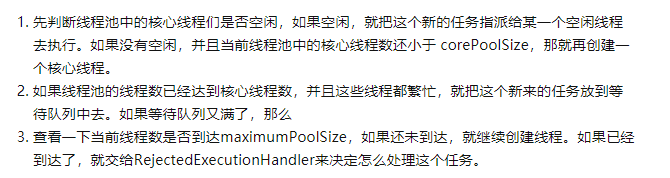 1. 先判断线程池中的核心线程们是否空闲，如果空闲，就把这个新的任务指派给某一个空闲线程
去执行。如果没有空闲，并且当前线程池中的核心线程数还小于 corePoolSize，那就再创建一
个核心线程。
2. 如果线程池的线程数已经达到核心线程数，并且这些线程都繁忙，就把这个新来的任务放到等
待队列中去。如果等待队列又满了，那么
3. 查看一下当前线程数是否到达maximumPoolSize，如果还未到达，就继续创建线程。如果已经
到达了，就交给RejectedExecutionHandler来决定怎么处理这个任务。